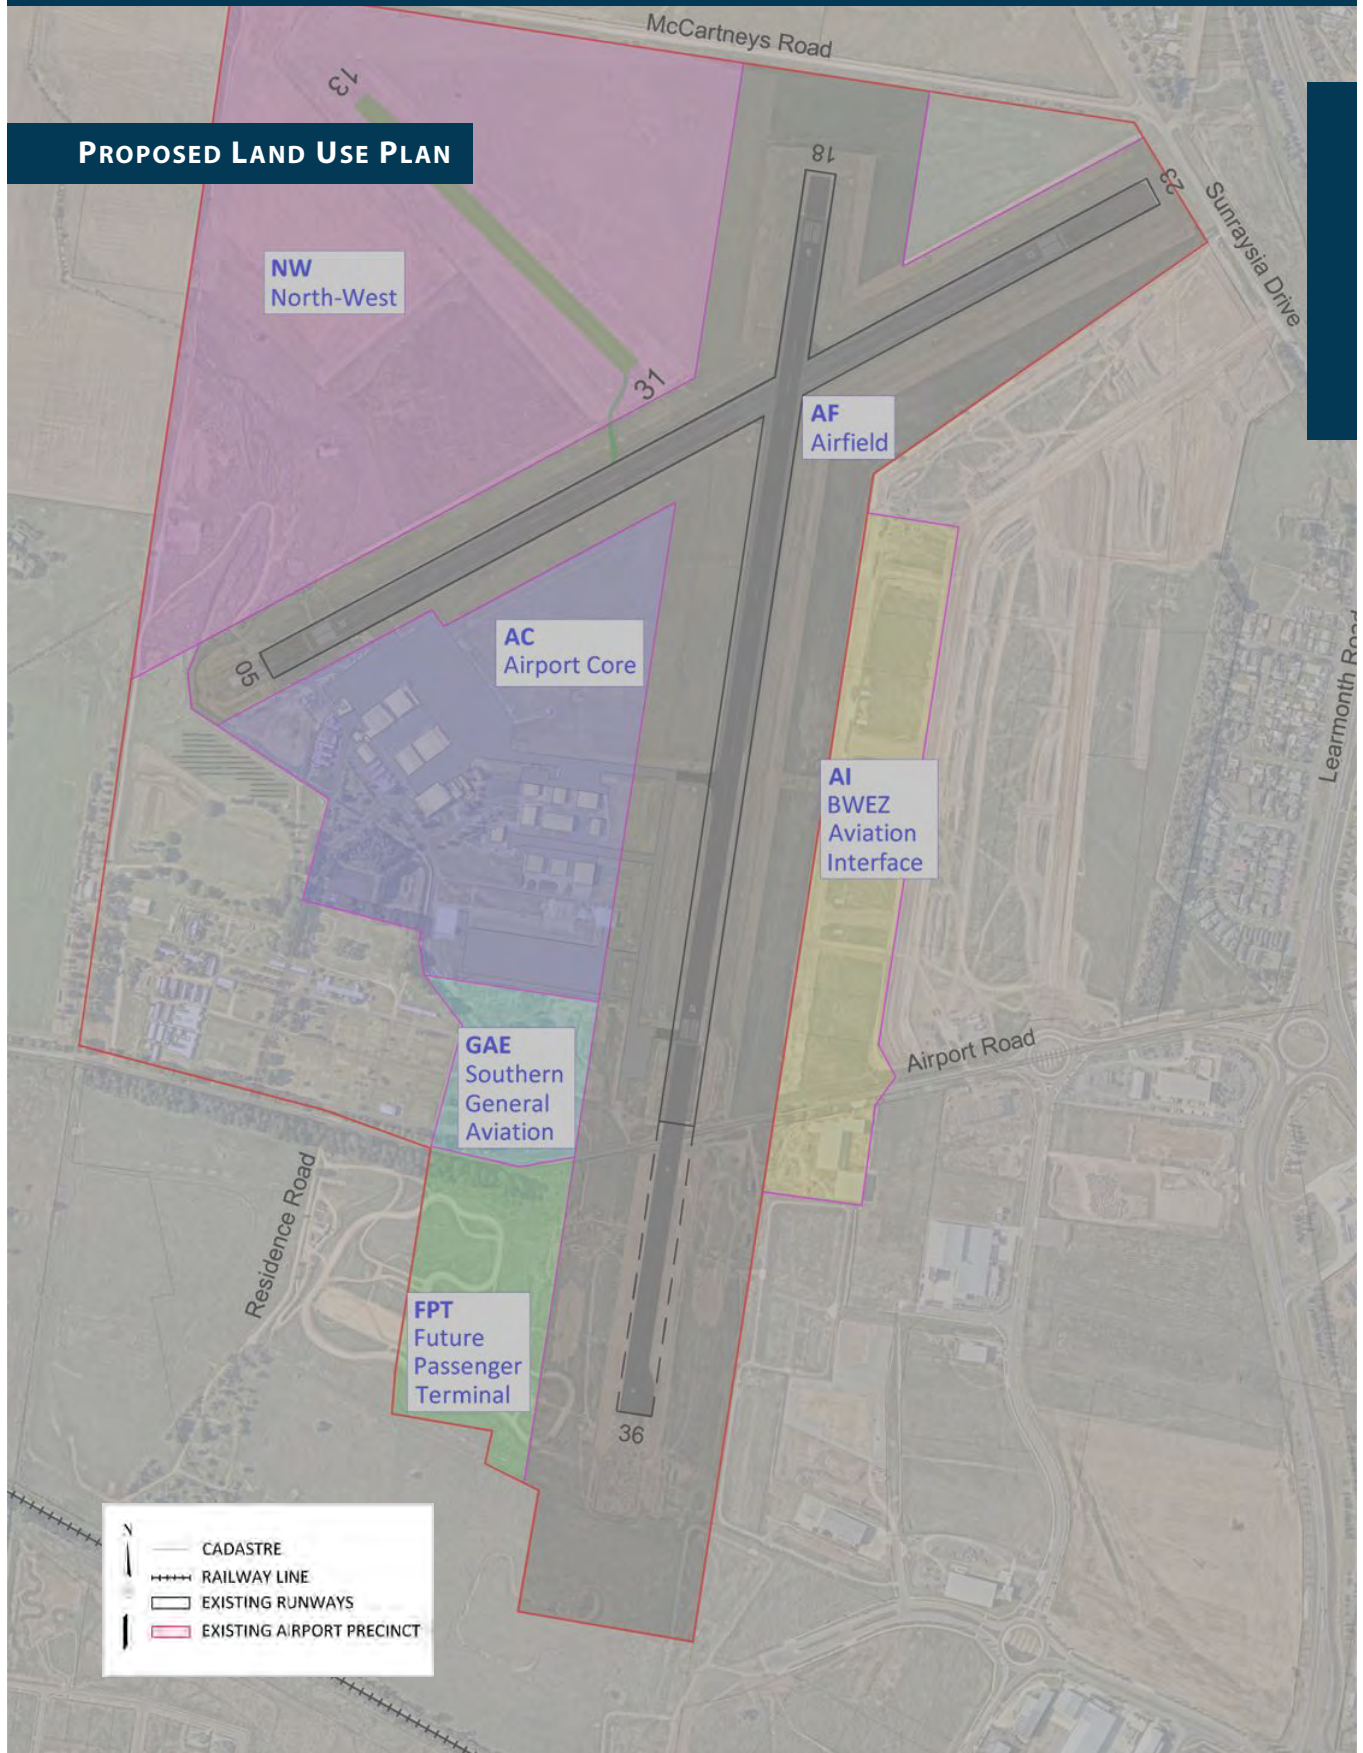 McCartneys Road
13
PROPOSED LAND USE PLAN
18
23
Sunraysia Drive
NW
North-West
31
AF
Airfield
AC
Airport Core
05
Learmonth Road
AI
BWEZ
Aviation
Interface
GAE
Southern
General
Aviation
Airport Road
Residence Road
FPT
Future
Passenger
Terminal
36
N
CADASTRE
RAILWAY LINE
EXISTING RUNWAYS
EXISTING AIRPORT PRECINCT